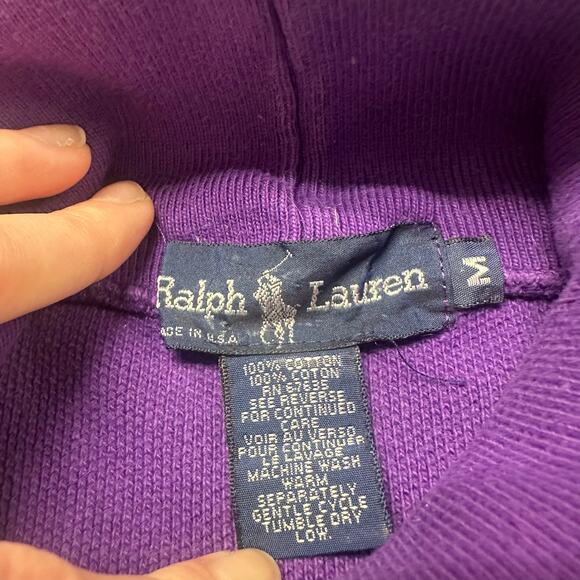 Ralph Lauren
M
ADE IN U.S.A
100% COTTON
100% COTON
RN 67635
SEE REVERSE
FOR CONTINUED
CARE
VOIR AU VERSO
POUR CONTINUER
LE LAVAGE
MACHINE WASH
WARM
SEPARATELY
GENTLE CYCLE
TUMBLE DRY
LOW.